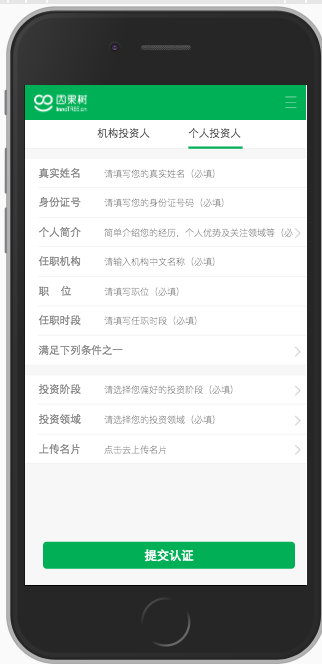 因果树
InnoTREE.cn
机构投资人 个人投资人
真实姓名 请填写您的真实姓名（必填）
身份证号 请填写您的身份证号码（必填）
个人简介 简单介绍您的经历、个人优势及关注领域等（必
任职机构 请输入机构中文名称（必填）
职 位 请填写职位（必填）
任职时段 请填写任职时段（必填）
满足下列条件之一
投资阶段 请选择您偏好的投资阶段（必填）
投资领域 请选择您的投资领域（必填）
上传名片 点击去上传名片
提交认证